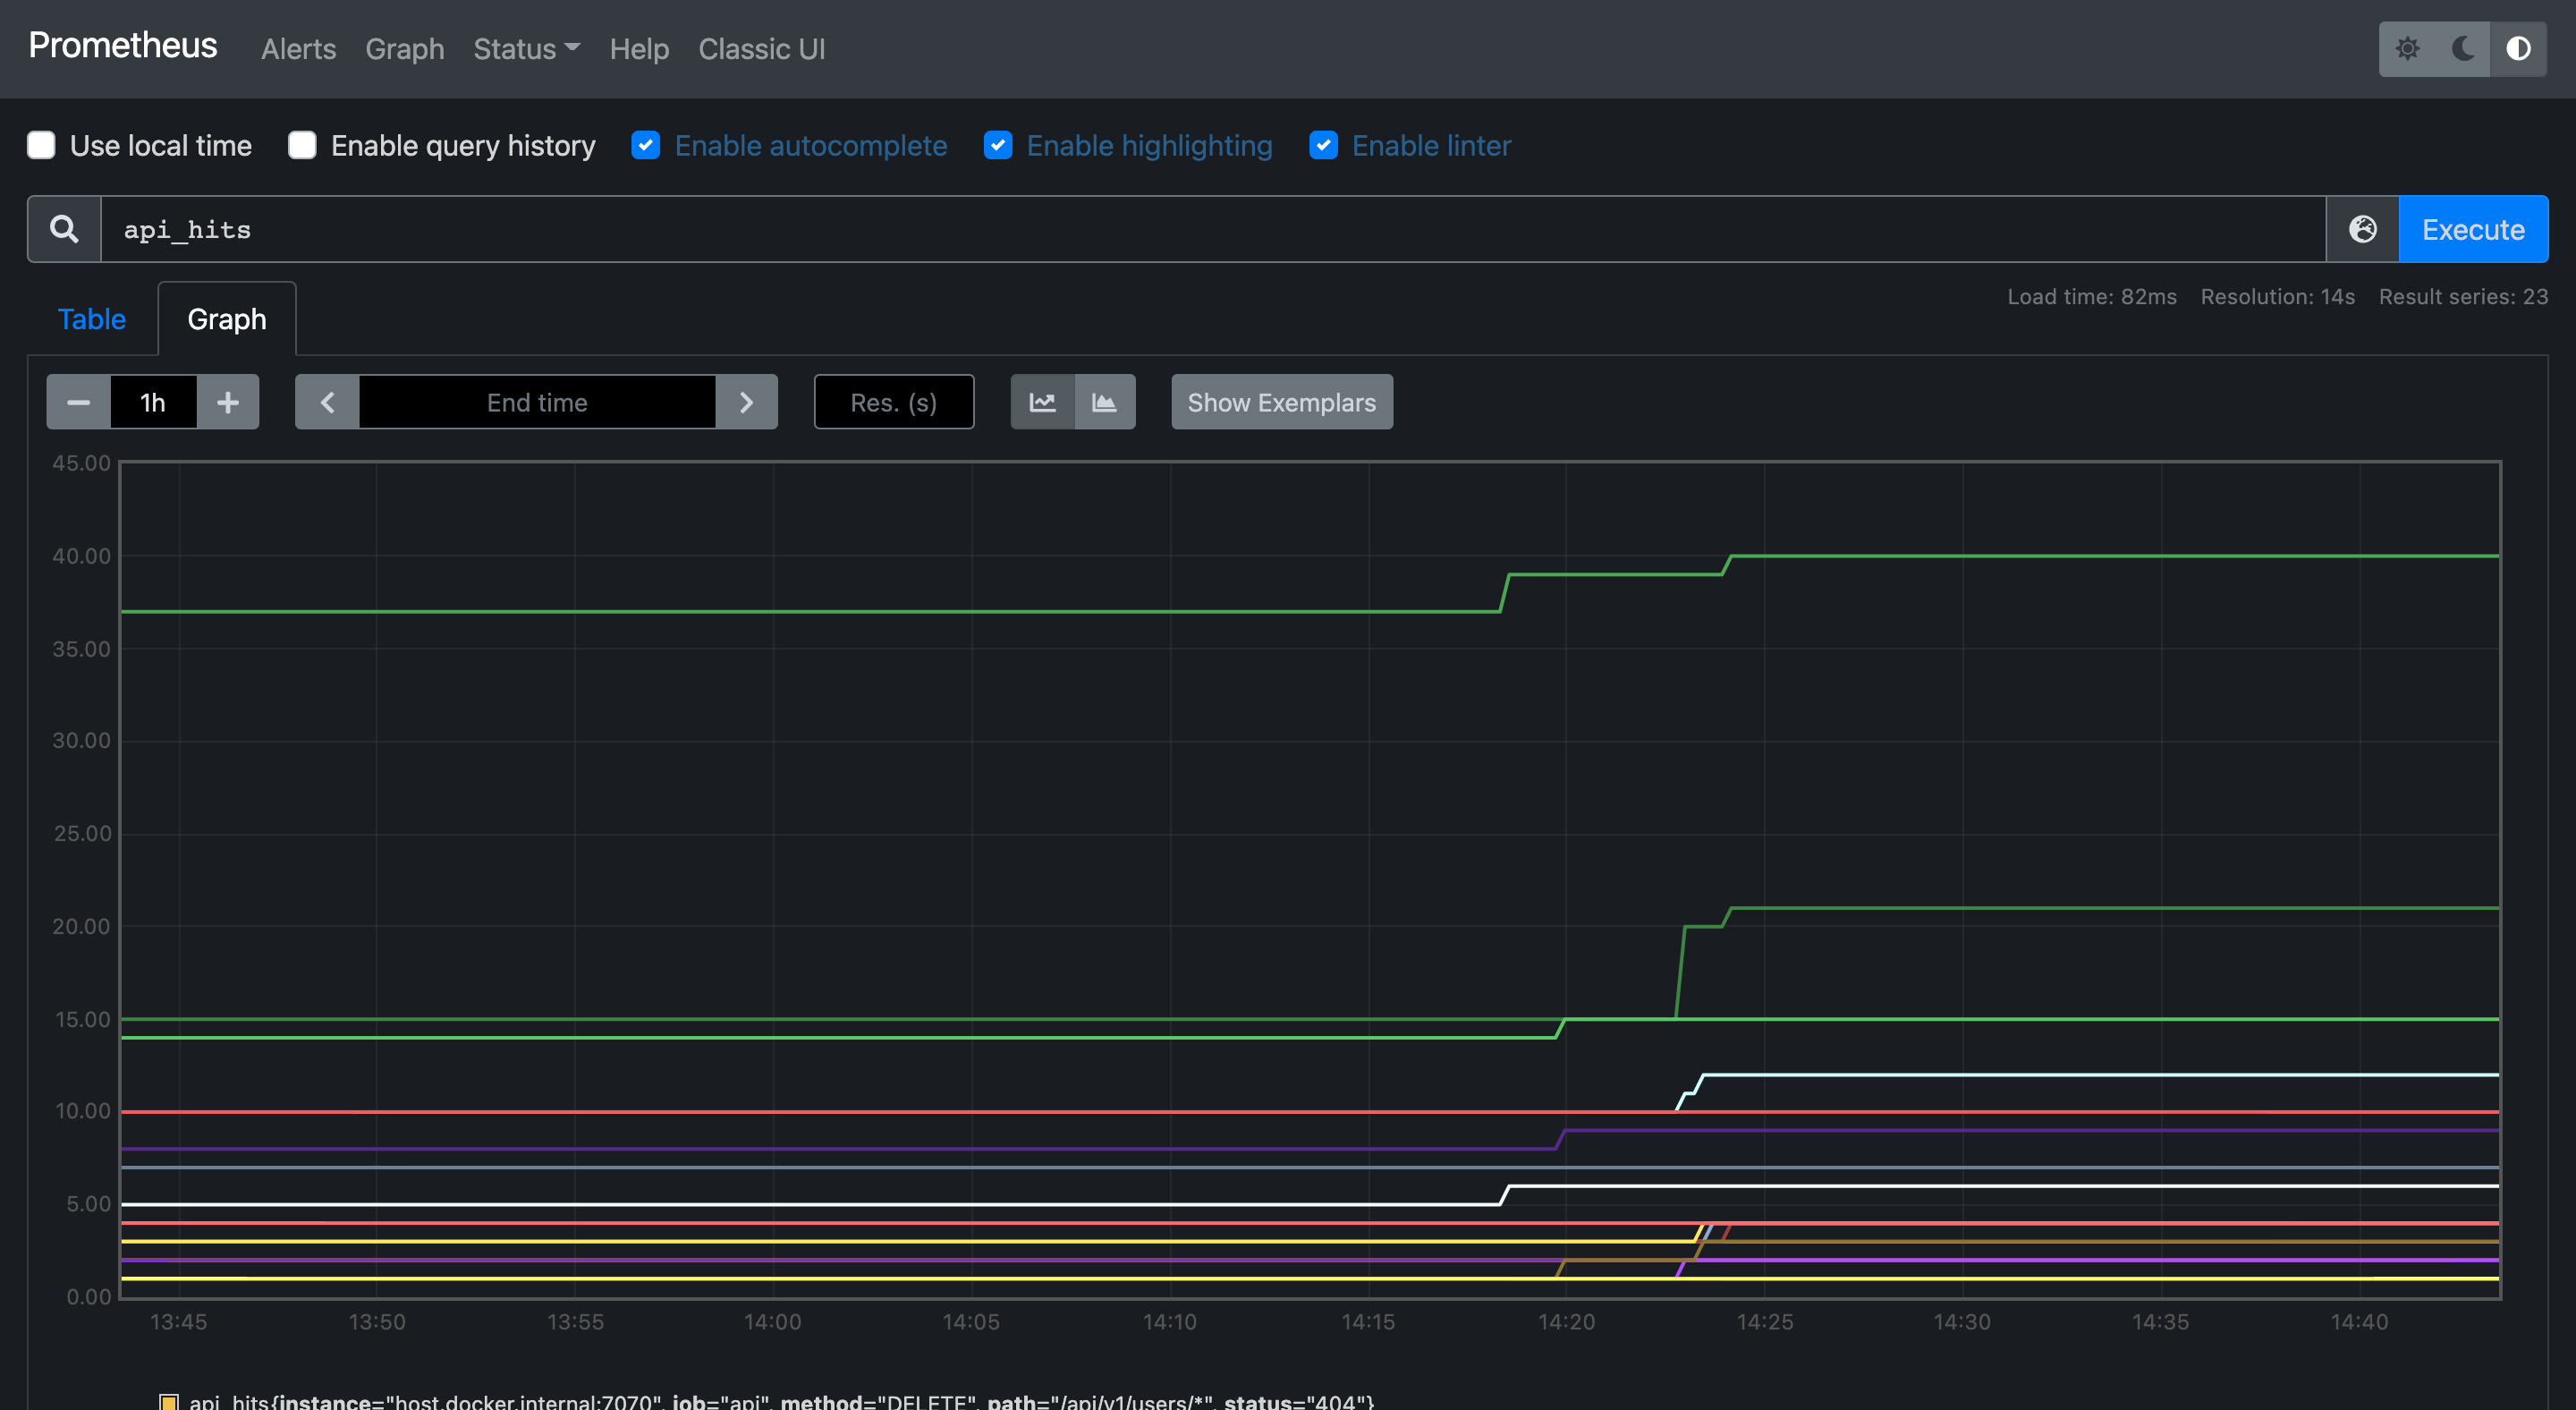 Prometheus Alerts Graph Status Help Classic UI
Use local time Enable query history Enable autocomplete Enable highlighting Enable linter
api_hits Execute
Load time: 82ms Resolution: 14s Result series: 23
Table Graph
1h End time Res. (s) Show Exemplars
45.00
40.00
35.00
30.00
25.00
20.00
15.00
10.00
5.00
0.00
13:45 13:50 13:55 14:00 14:05 14:10 14:15 14:20 14:25 14:30 14:35 14:40
api_hits{instance="host.docker.internal:7070", job="api", method="DELETE", path="/api/v1/users/*", status="404"}